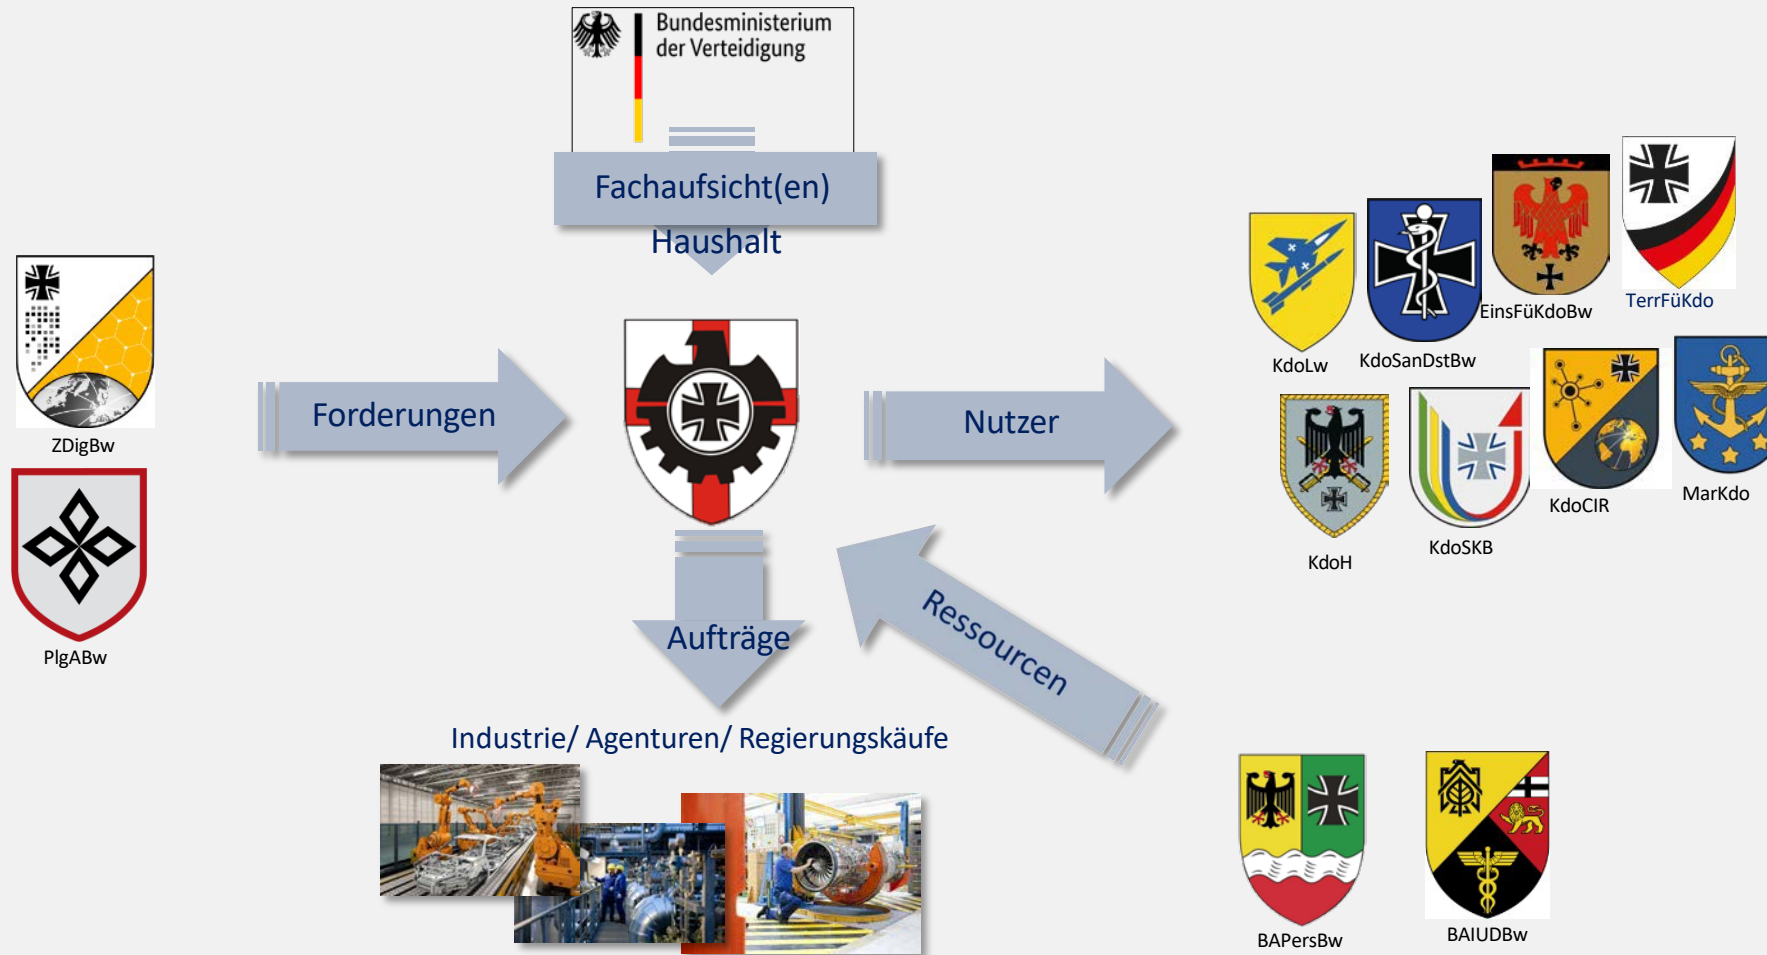 Bundesministerium
der Verteidigung
Fachaufsicht(en)
Haushalt
ZDigBw
PlgABw
Forderungen
Nutzer
KdoLw
KdoSanDstBw
EinsFüKdoBw
TerrFüKdo
KdoH
KdoSKB
KdoCIR
MarKdo
Aufträge
Ressourcen
Industrie/ Agenturen/ Regierungskäufe
BAPersBw
BAIUDBw